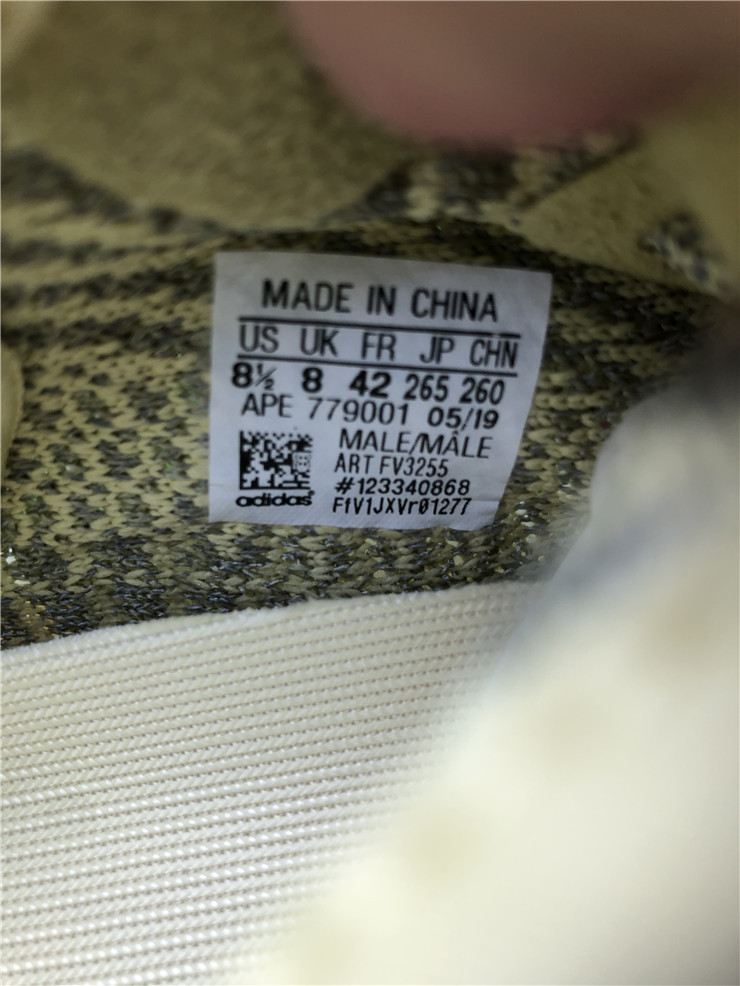 MADE IN CHINA
US UK FR JP CHN
8½ 8 42 265 260
APE 779001 05/19
MALE/MÂLE
ART FV3255
#123340868
FfV1JXVr01277
adidas